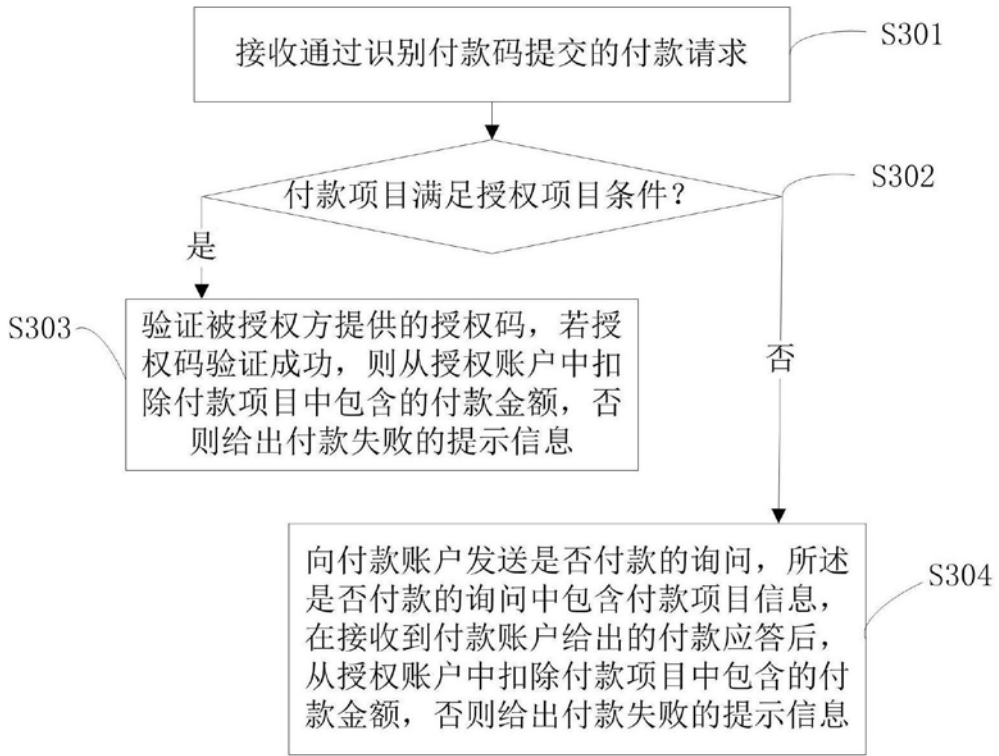 接收通过识别付款码提交的付款请求
S301
付款项目满足授权项目条件？
S302
是
否
S303
验证被授权方提供的授权码，若授
权码验证成功，则从授权账户中扣
除付款项目中包含的付款金额，否
则给出付款失败的提示信息
向付款账户发送是否付款的询问，所述
是否付款的询问中包含付款项目信息，
在接收到付款账户给出的付款应答后，
从授权账户中扣除付款项目中包含的付
款金额，否则给出付款失败的提示信息
S304